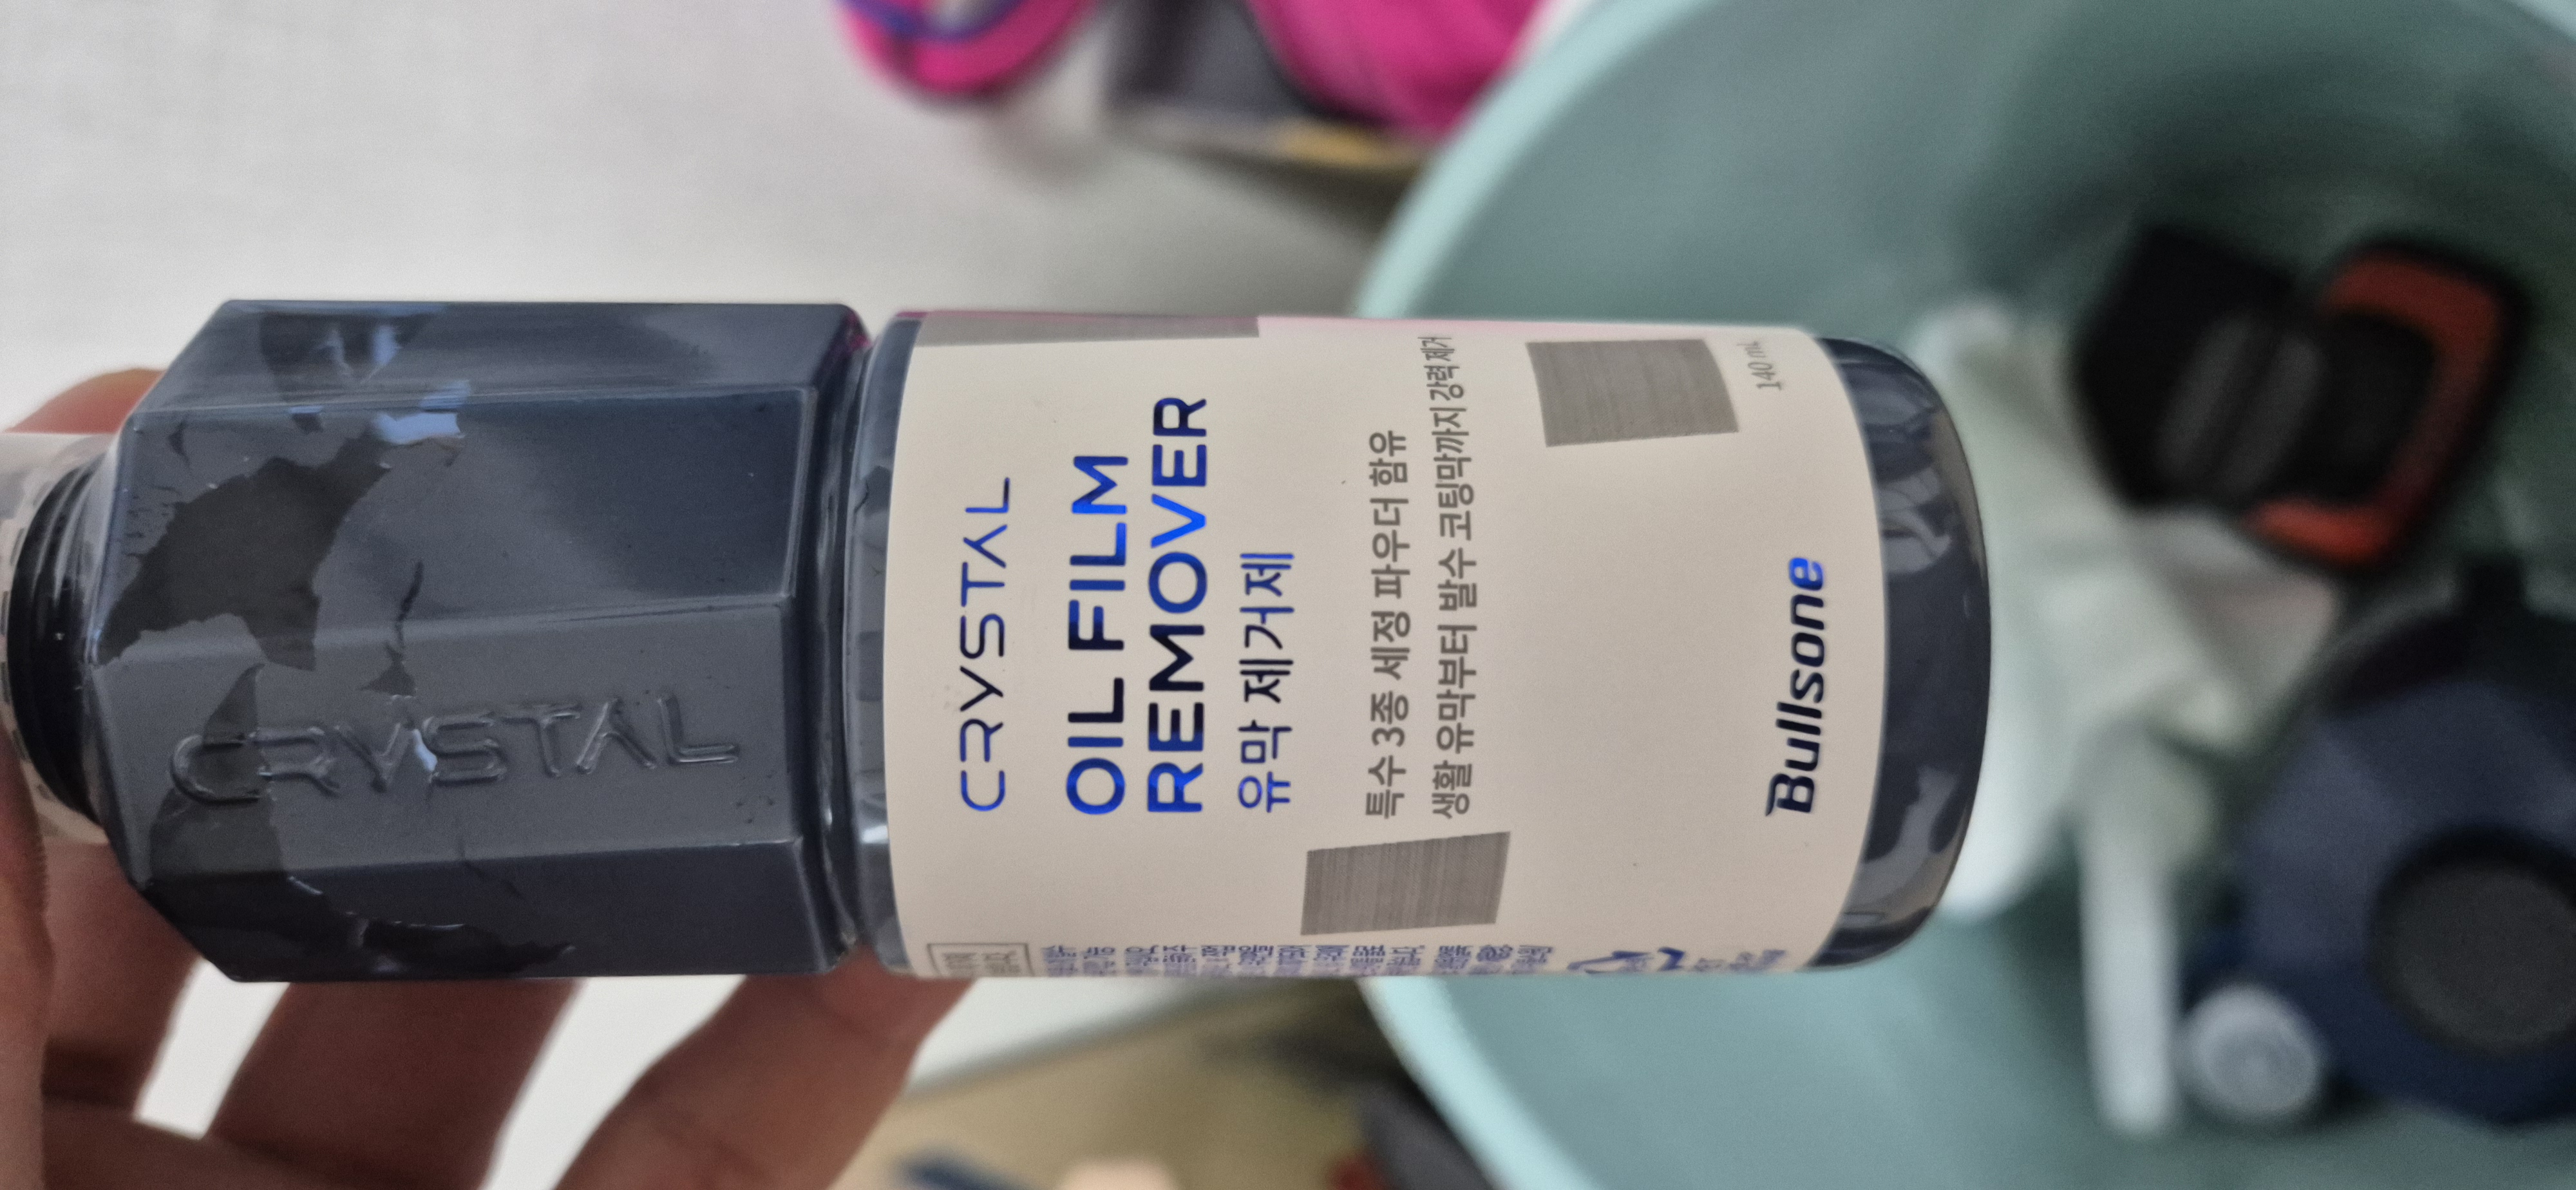 CRYSTAL
CRYSTAL
OIL FILM
REMOVER
유막 제거제
특수 3종 세정 파우더 함유
생활 유막부터 발수 코팅막까지 강력 제거
Bullsone
140 mL